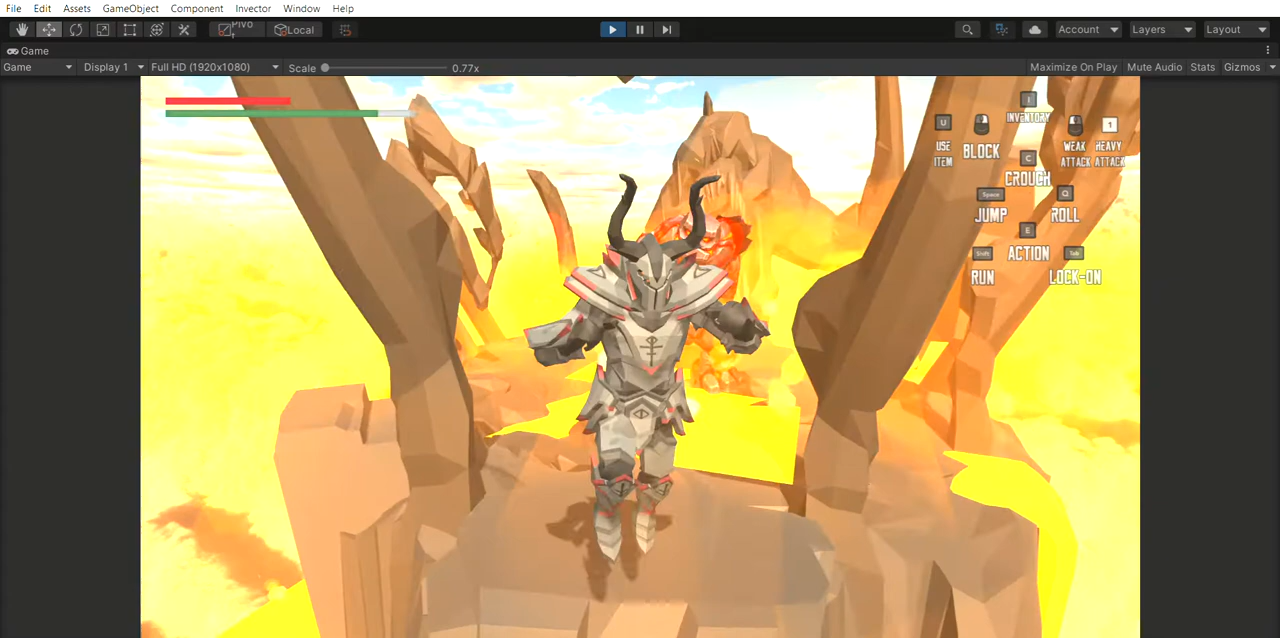 File Edit Assets GameObject Component Invector Window Help
Local
Account Layers Layout
Game
Game Display 1 Full HD (1920x1080) Scale 0.77x Maximize On Play Mute Audio Stats Gizmos
I
INVENTORY
U
1
USE ITEM
BLOCK
WEAK ATTACK
HEAVY ATTACK
C
CROUCH
Space
Q
JUMP
ROLL
E
ACTION
Shift
Tab
RUN
LOCK-ON